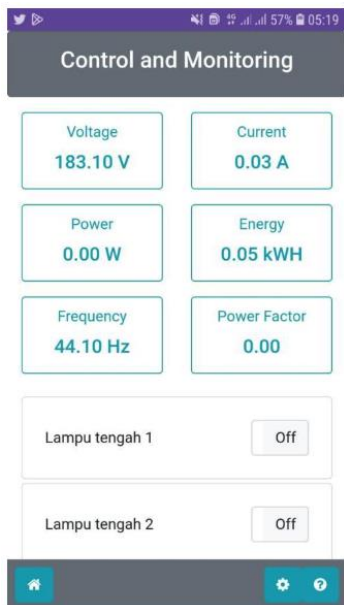 57% 05:19
Control and Monitoring
Voltage Current
183.10 V 0.03 A
Power Energy
0.00 W 0.05 kWH
Frequency Power Factor
44.10 Hz 0.00
Lampu tengah 1 Off
Lampu tengah 2 Off